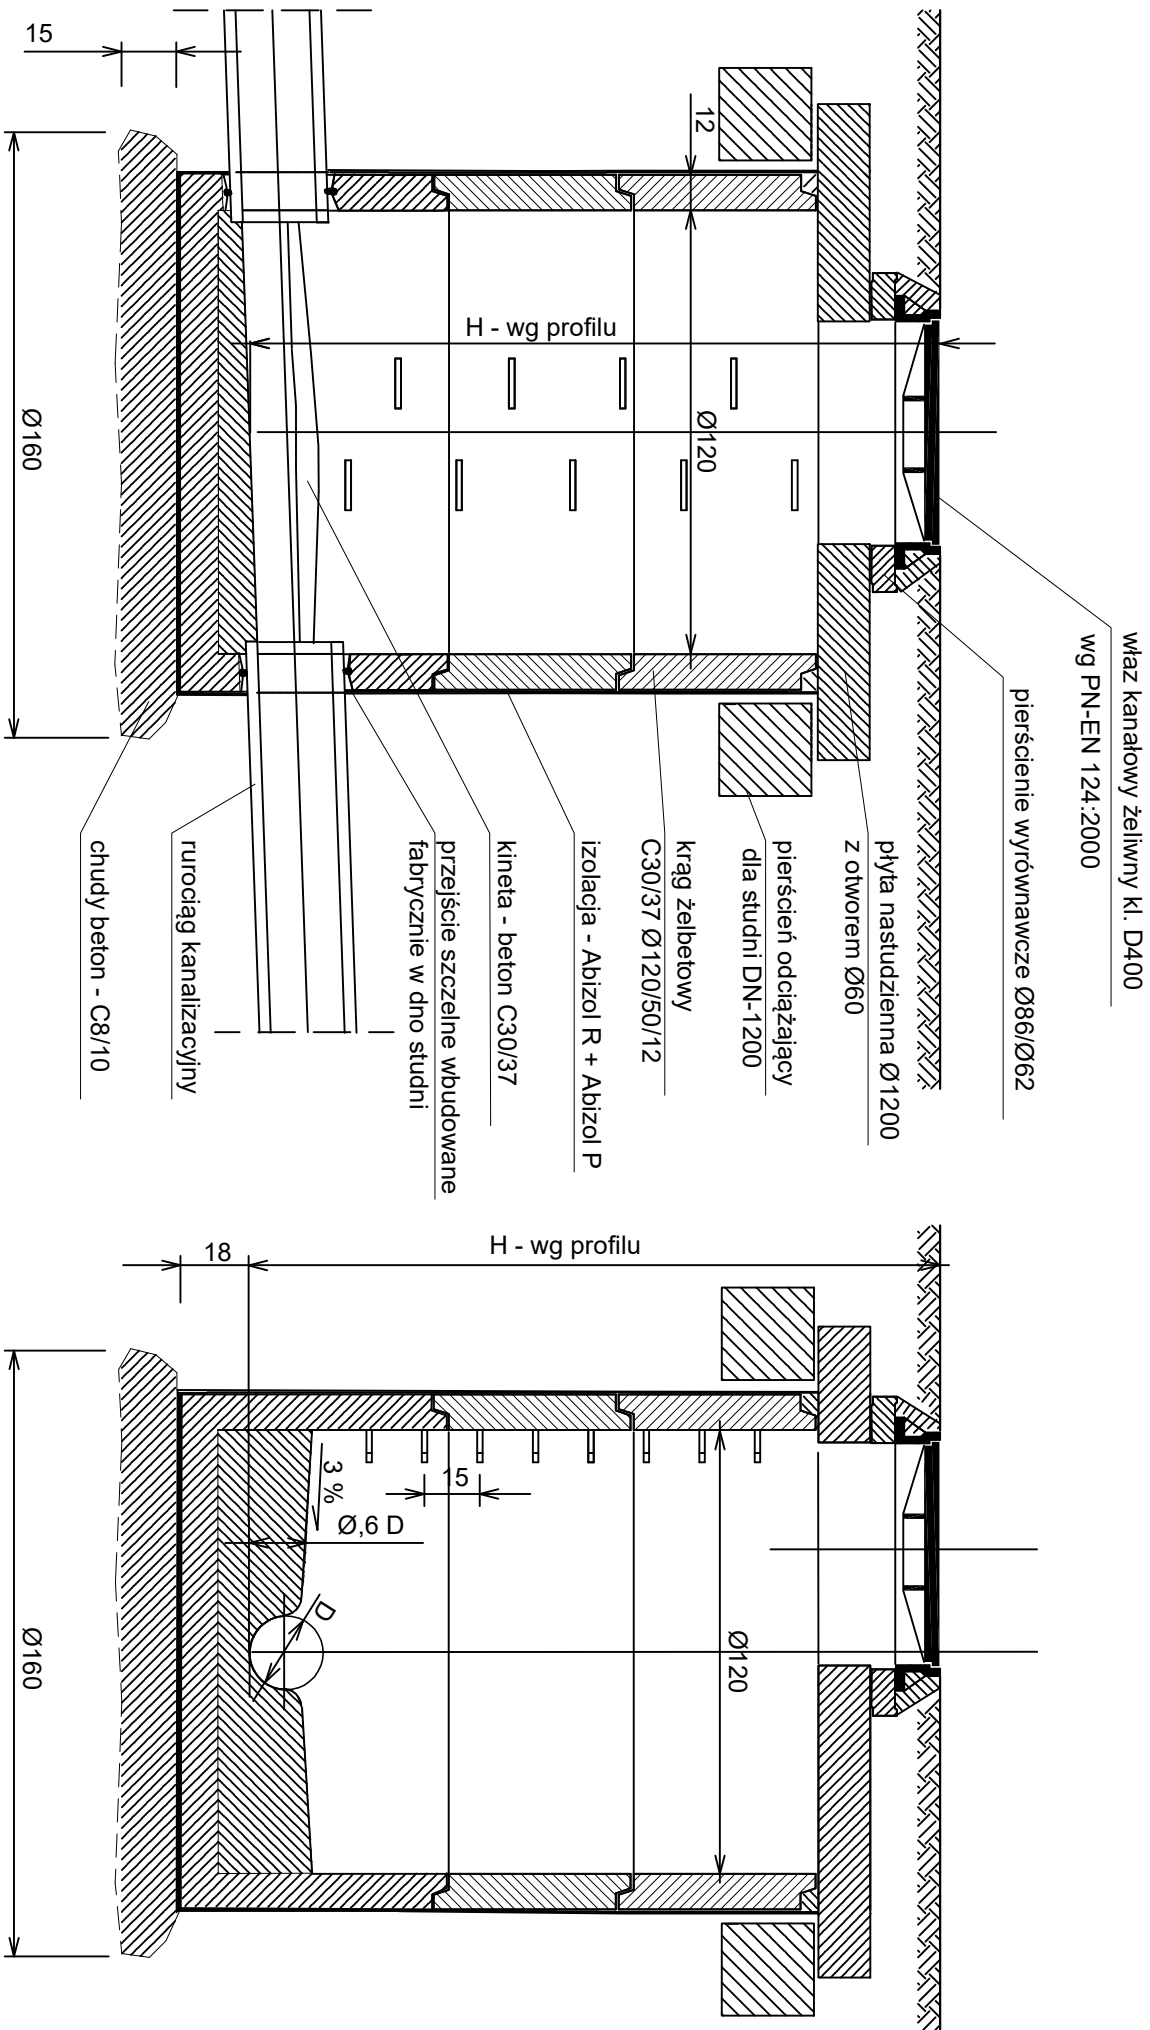 właz kanałowy żeliwny kl. D400
wg PN-EN 124:2000
pierścienie wyrównawcze Ø86/Ø62
płyta nastudzienna Ø1200
z otworem Ø60
pierścień odciążający
dla studni DN-1200
krąg żelbetowy
C30/37 Ø120/50/12
izolacja - Abizol R + Abizol P
kineta - beton C30/37
przejście szczelne wbudowane
fabrycznie w dno studni
rurociąg kanalizacyjny
chudy beton - C8/10
12
H - wg profilu
Ø120
15
Ø160
H - wg profilu
18
15
3 %
Ø,6 D
D
Ø120
Ø160